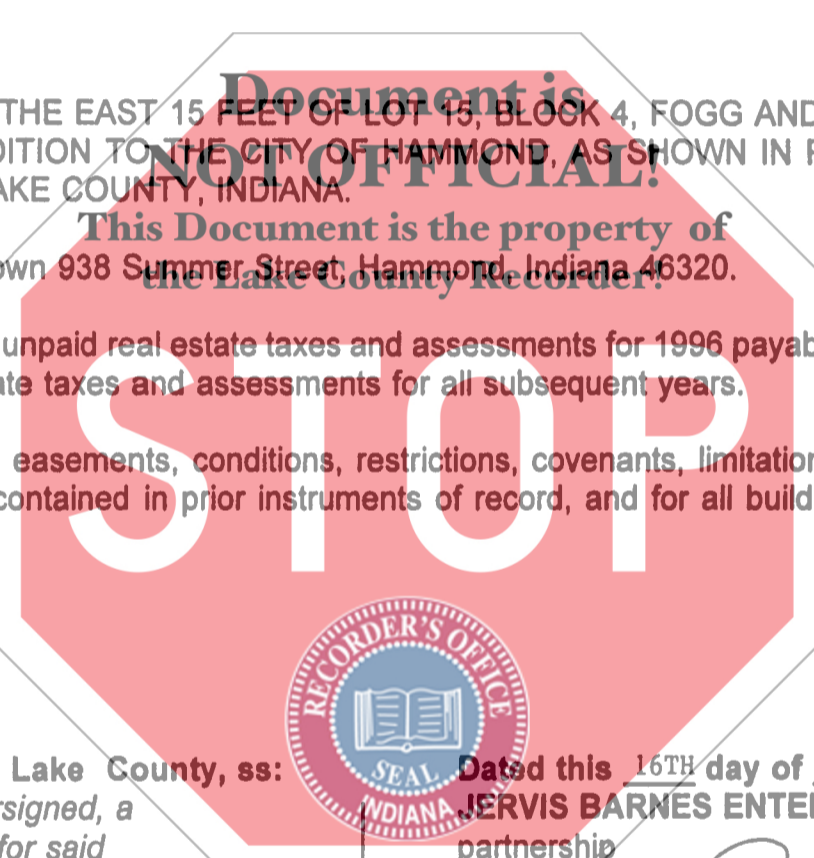 Document is
THE EAST 15 FEET OF LOT 15, BLOCK 4, FOGG AND
DITION TO THE CITY OF HAMMOND, AS SHOWN IN
NOT OFFICIAL!
AKE COUNTY, INDIANA.
This Document is the property of
own 938 Summer Street, Hammond, Indiana 46320.
the Lake County Recorder!
unpaid real estate taxes and assessments for 1996 payab
ate taxes and assessments for all subsequent years.
STOP
easements, conditions, restrictions, covenants, limitation
contained in prior instruments of record, and for all build
RECORDER'S OFFICE
SEAL
INDIANA
Lake County, ss:
rsigned, a
for said
Dated this 16TH day of
JERVIS BARNES ENTE
partnership